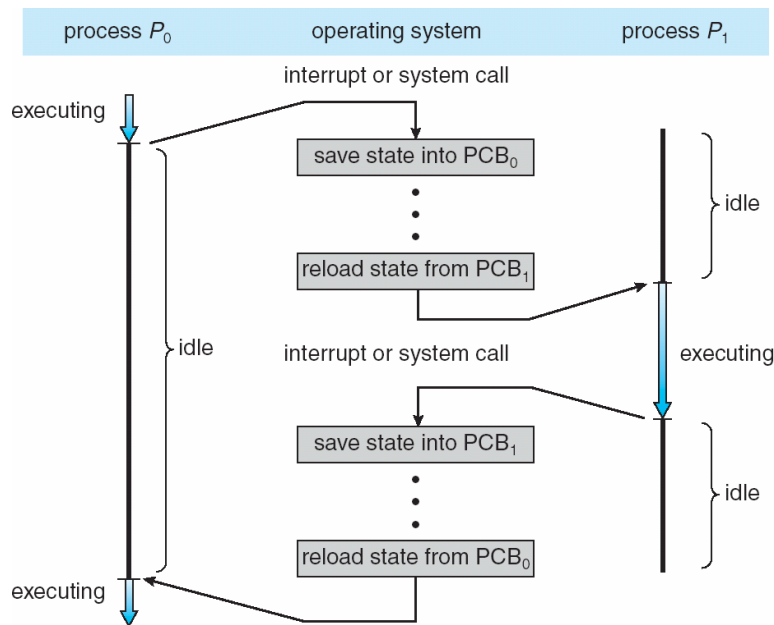 process P₀ operating system process P₁
interrupt or system call
executing
save state into PCB₀
idle
reload state from PCB₁
idle
interrupt or system call
executing
save state into PCB₁
idle
reload state from PCB₀
executing